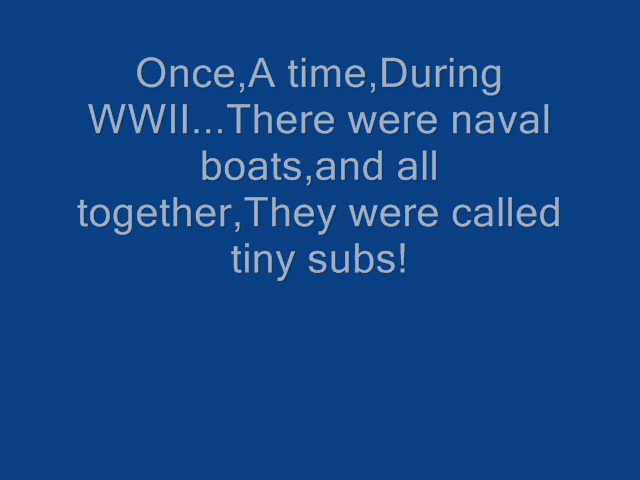 Once,A time,During
WWII...There were naval
boats,and all
together,They were called
tiny subs!